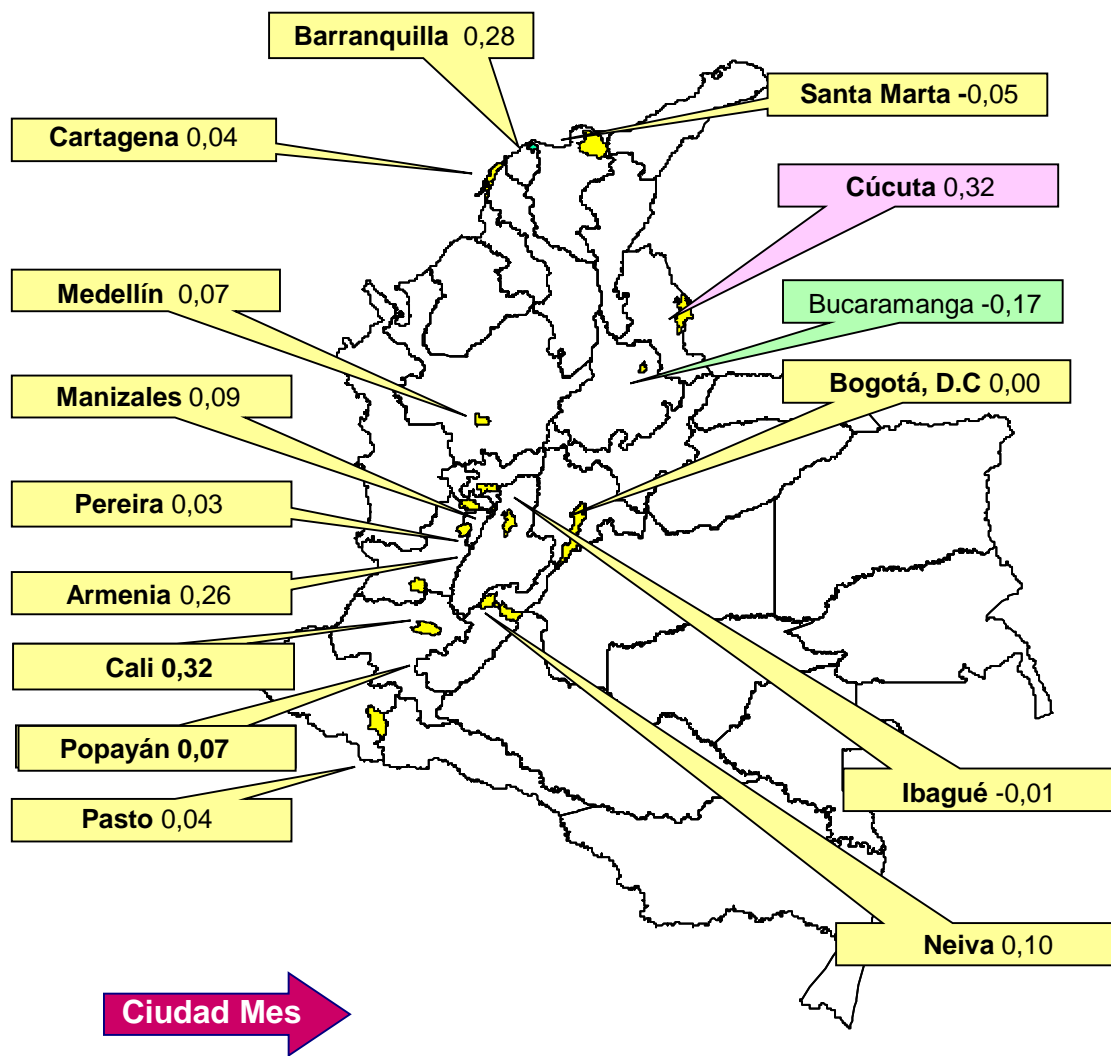 Barranquilla 0,28
Santa Marta -0,05
Cartagena 0,04
Cúcuta 0,32
Medellín 0,07
Bucaramanga -0,17
Manizales 0,09
Bogotá, D.C 0,00
Pereira 0,03
Armenia 0,26
Cali 0,32
Popayán 0,07
Ibagué -0,01
Pasto 0,04
Neiva 0,10
Ciudad Mes